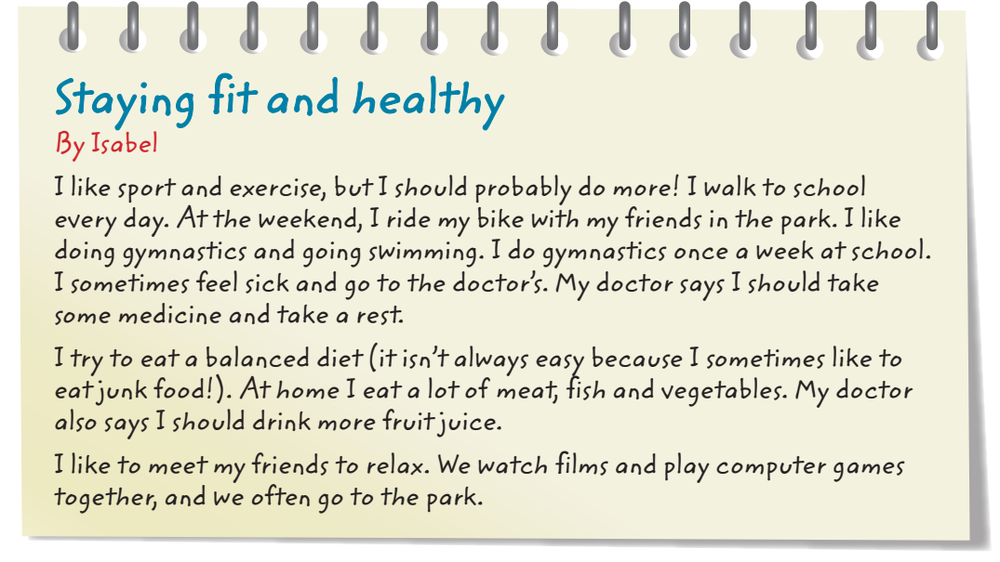 Staying fit and healthy
By Isabel
I like sport and exercise, but I should probably do more! I walk to school
every day. At the weekend, I ride my bike with my friends in the park. I like
doing gymnastics and going swimming. I do gymnastics once a week at school.
I sometimes feel sick and go to the doctor's. My doctor says I should take
some medicine and take a rest.
I try to eat a balanced diet (it isn't always easy because I sometimes like to
eat junk food!). At home I eat a lot of meat, fish and vegetables. My doctor
also says I should drink more fruit juice.
I like to meet my friends to relax. We watch films and play computer games
together, and we often go to the park.